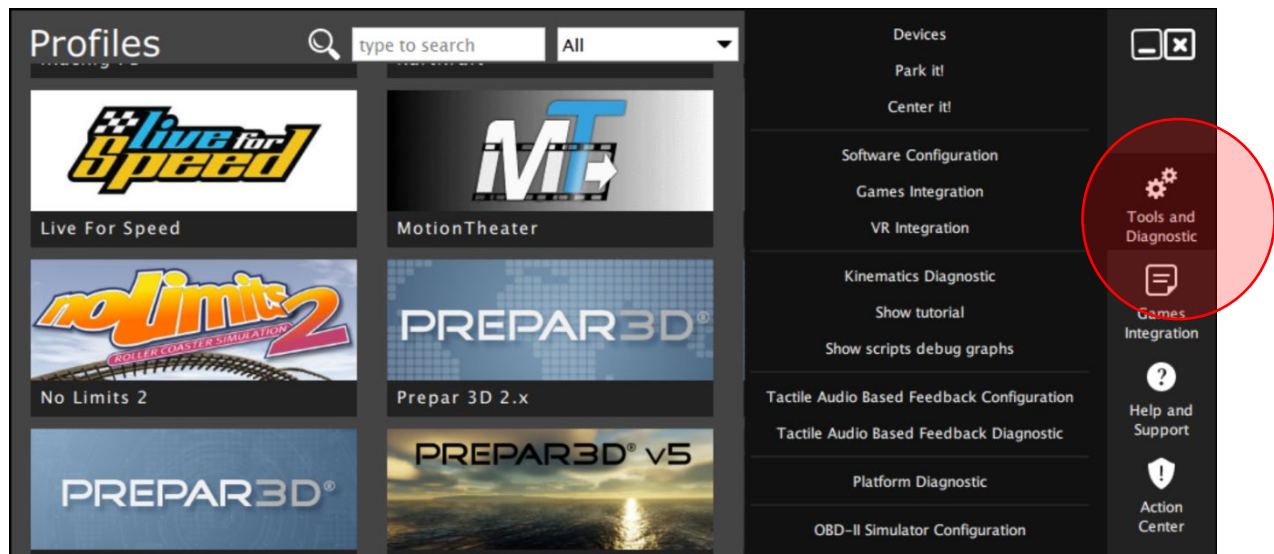 Profiles
type to search
All
Live for
Speed
Live For Speed
MT
MotionTheater
noLimits 2
ROLLER COASTER SIMULATION
No Limits 2
PREPAR3D®
Prepar 3D 2.x
PREPAR3D®
PREPAR3D® v5
Devices
Park it!
Center it!
Software Configuration
Games Integration
VR Integration
Kinematics Diagnostic
Show tutorial
Show scripts debug graphs
Tactile Audio Based Feedback Configuration
Tactile Audio Based Feedback Diagnostic
Platform Diagnostic
OBD-II Simulator Configuration
Tools and
Diagnostic
Games
Integration
Help and
Support
Action
Center